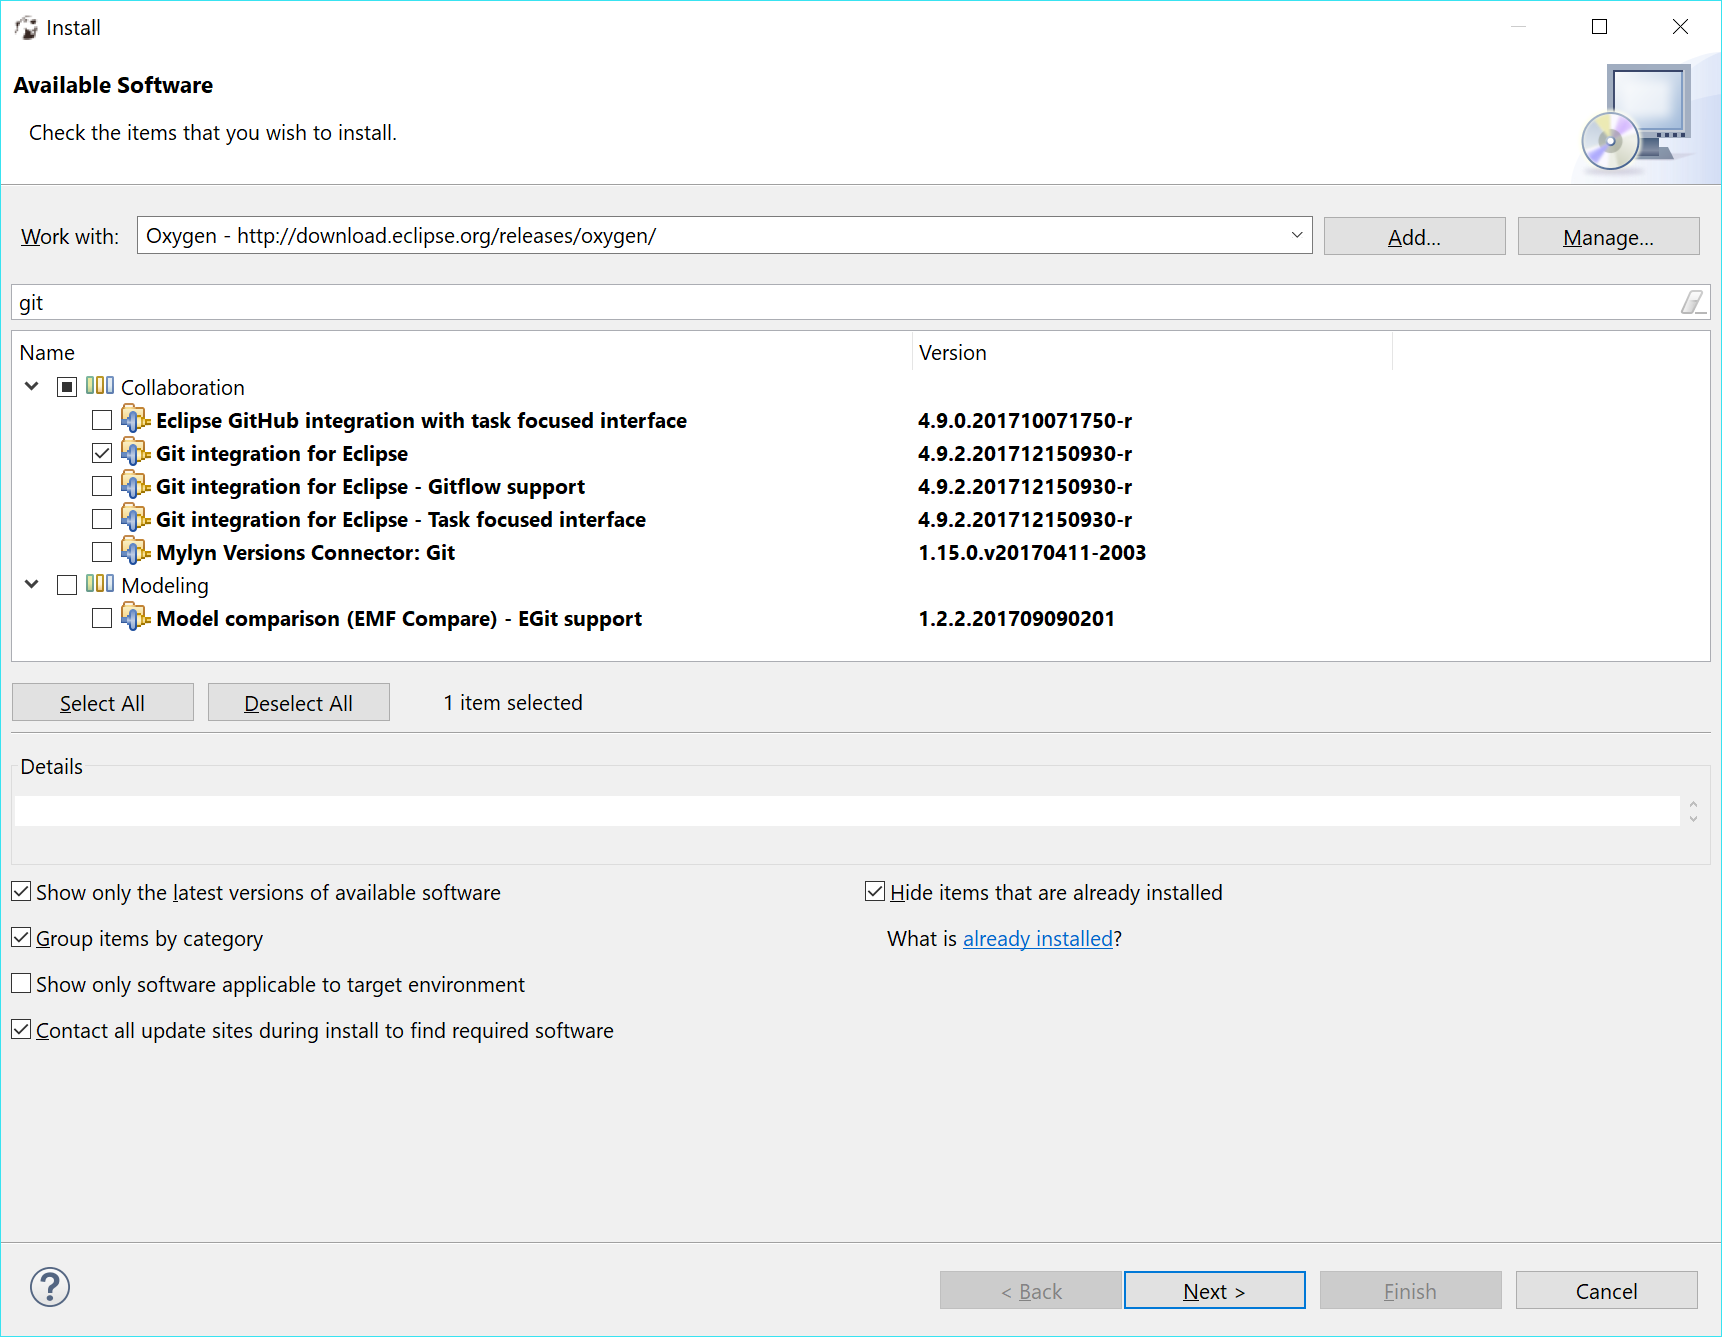 Install
Available Software
Check the items that you wish to install.
Work with: Oxygen - http://download.eclipse.org/releases/oxygen/ Add... Manage...
git
Name Version
Collaboration
Eclipse GitHub integration with task focused interface 4.9.0.201710071750-r
Git integration for Eclipse 4.9.2.201712150930-r
Git integration for Eclipse - Gitflow support 4.9.2.201712150930-r
Git integration for Eclipse - Task focused interface 4.9.2.201712150930-r
Mylyn Versions Connector: Git 1.15.0.v20170411-2003
Modeling
Model comparison (EMF Compare) - EGit support 1.2.2.201709090201
Select All Deselect All 1 item selected
Details
Show only the latest versions of available software Hide items that are already installed
Group items by category What is already installed?
Show only software applicable to target environment
Contact all update sites during install to find required software
? < Back Next > Finish Cancel